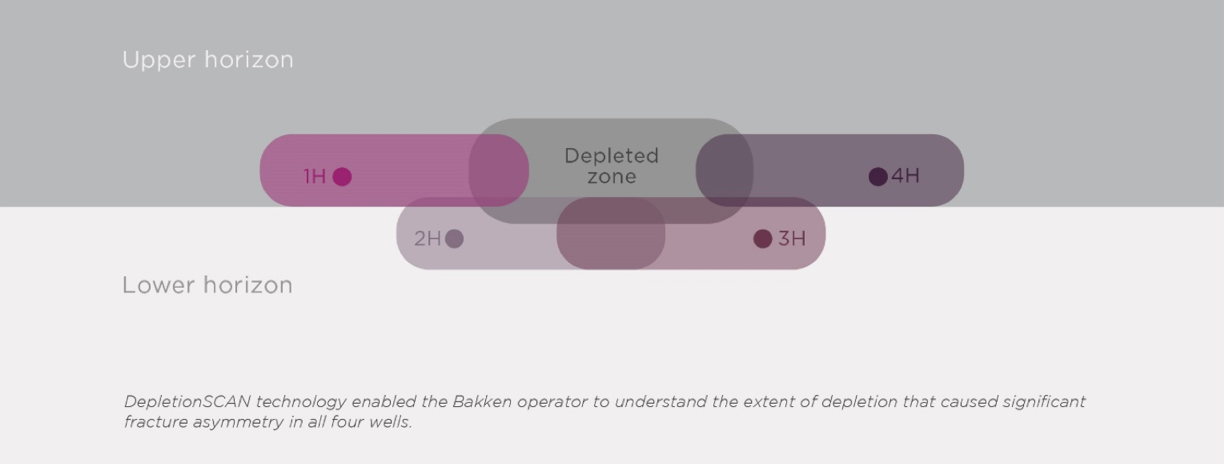 Upper horizon
Depleted
zone
1H
4H
2H
3H
Lower horizon
DepletionSCAN technology enabled the Bakken operator to understand the extent of depletion that caused significant
fracture asymmetry in all four wells.